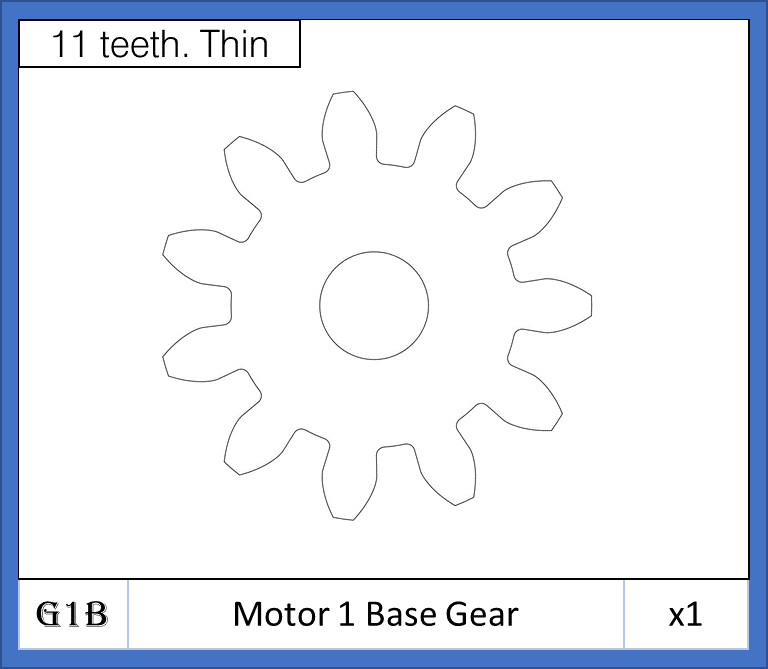 11 teeth. Thin
G1B
Motor 1 Base Gear
x1